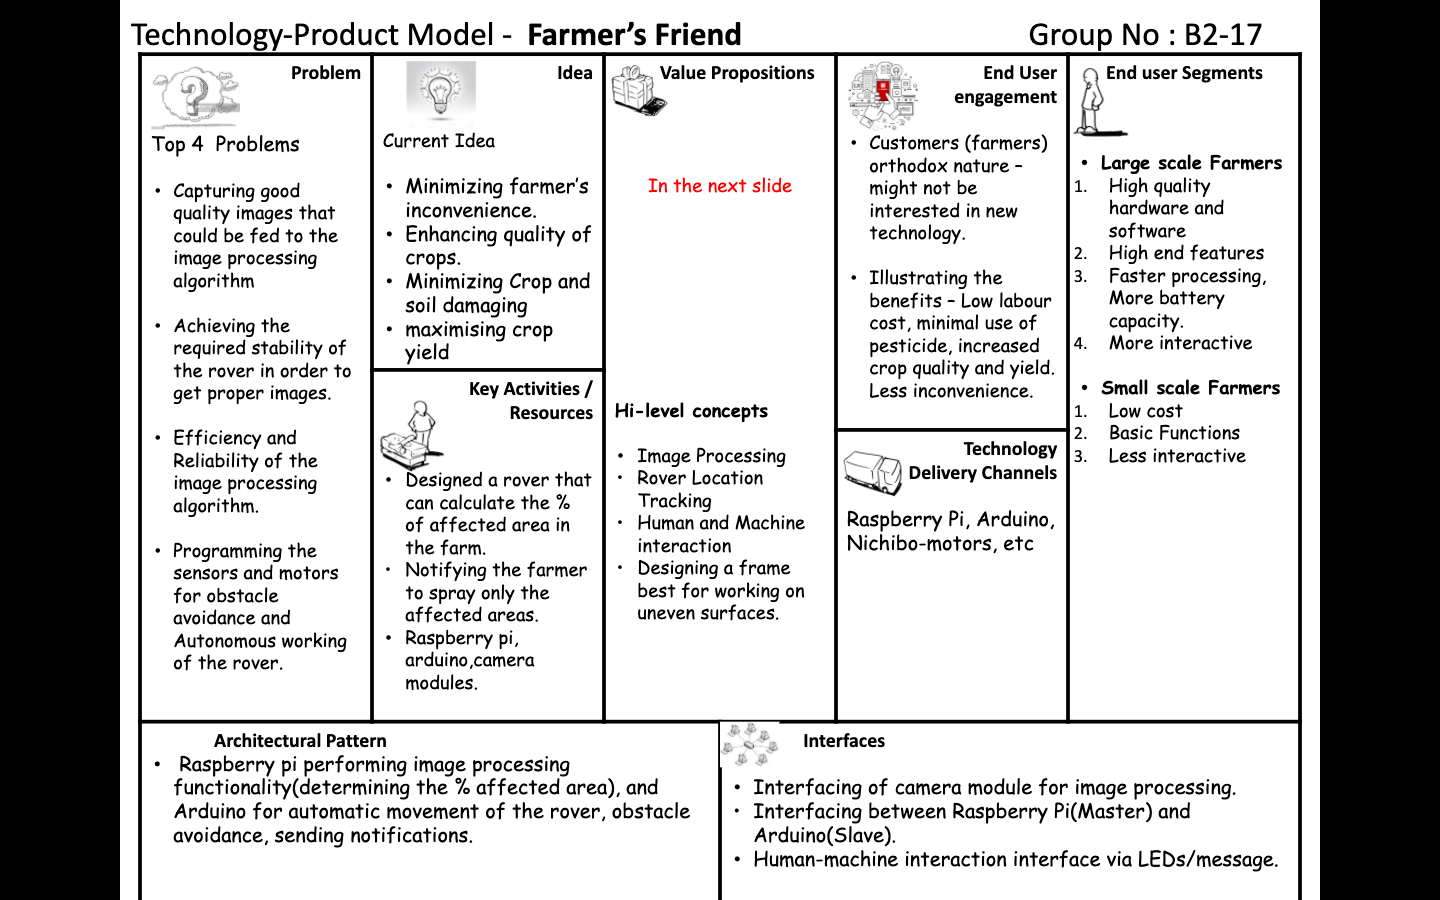 Technology-Product Model -  Farmer’s Friend
Group No : B2-17
Problem
Top 4  Problems
• Capturing good
quality images that
could be fed to the
image processing
algorithm
• Achieving the
required stability of
the rover in order to
get proper images.
• Efficiency and
Reliability of the
image processing
algorithm.
• Programming the
sensors and motors
for obstacle
avoidance and
Autonomous working
of the rover.
Idea
Current Idea
• Minimizing farmer’s
inconvenience.
• Enhancing quality of
crops.
• Minimizing Crop and
soil damaging
• maximising crop
yield
Key Activities /
Resources
• Designed a rover that
can calculate the %
of affected area in
the farm.
• Notifying the farmer
to spray only the
affected areas.
• Raspberry pi,
arduino,camera
modules.
Value Propositions
In the next slide
Hi-level concepts
• Image Processing
• Rover Location
Tracking
• Human and Machine
interaction
• Designing a frame
best for working on
uneven surfaces.
End User
engagement
• Customers (farmers)
orthodox nature –
might not be
interested in new
technology.
• Illustrating the
benefits – Low labour
cost, minimal use of
pesticide, increased
crop quality and yield.
Less inconvenience.
Technology
Delivery Channels
Raspberry Pi, Arduino,
Nichibo-motors, etc
End user Segments
• Large scale Farmers
1. High quality
hardware and
software
2. High end features
3. Faster processing,
More battery
capacity.
4. More interactive
• Small scale Farmers
1. Low cost
2. Basic Functions
3. Less interactive
Architectural Pattern
• Raspberry pi performing image processing
functionality(determining the % affected area), and
Arduino for automatic movement of the rover, obstacle
avoidance, sending notifications.
Interfaces
• Interfacing of camera module for image processing.
• Interfacing between Raspberry Pi(Master) and
Arduino(Slave).
• Human-machine interaction interface via LEDs/message.